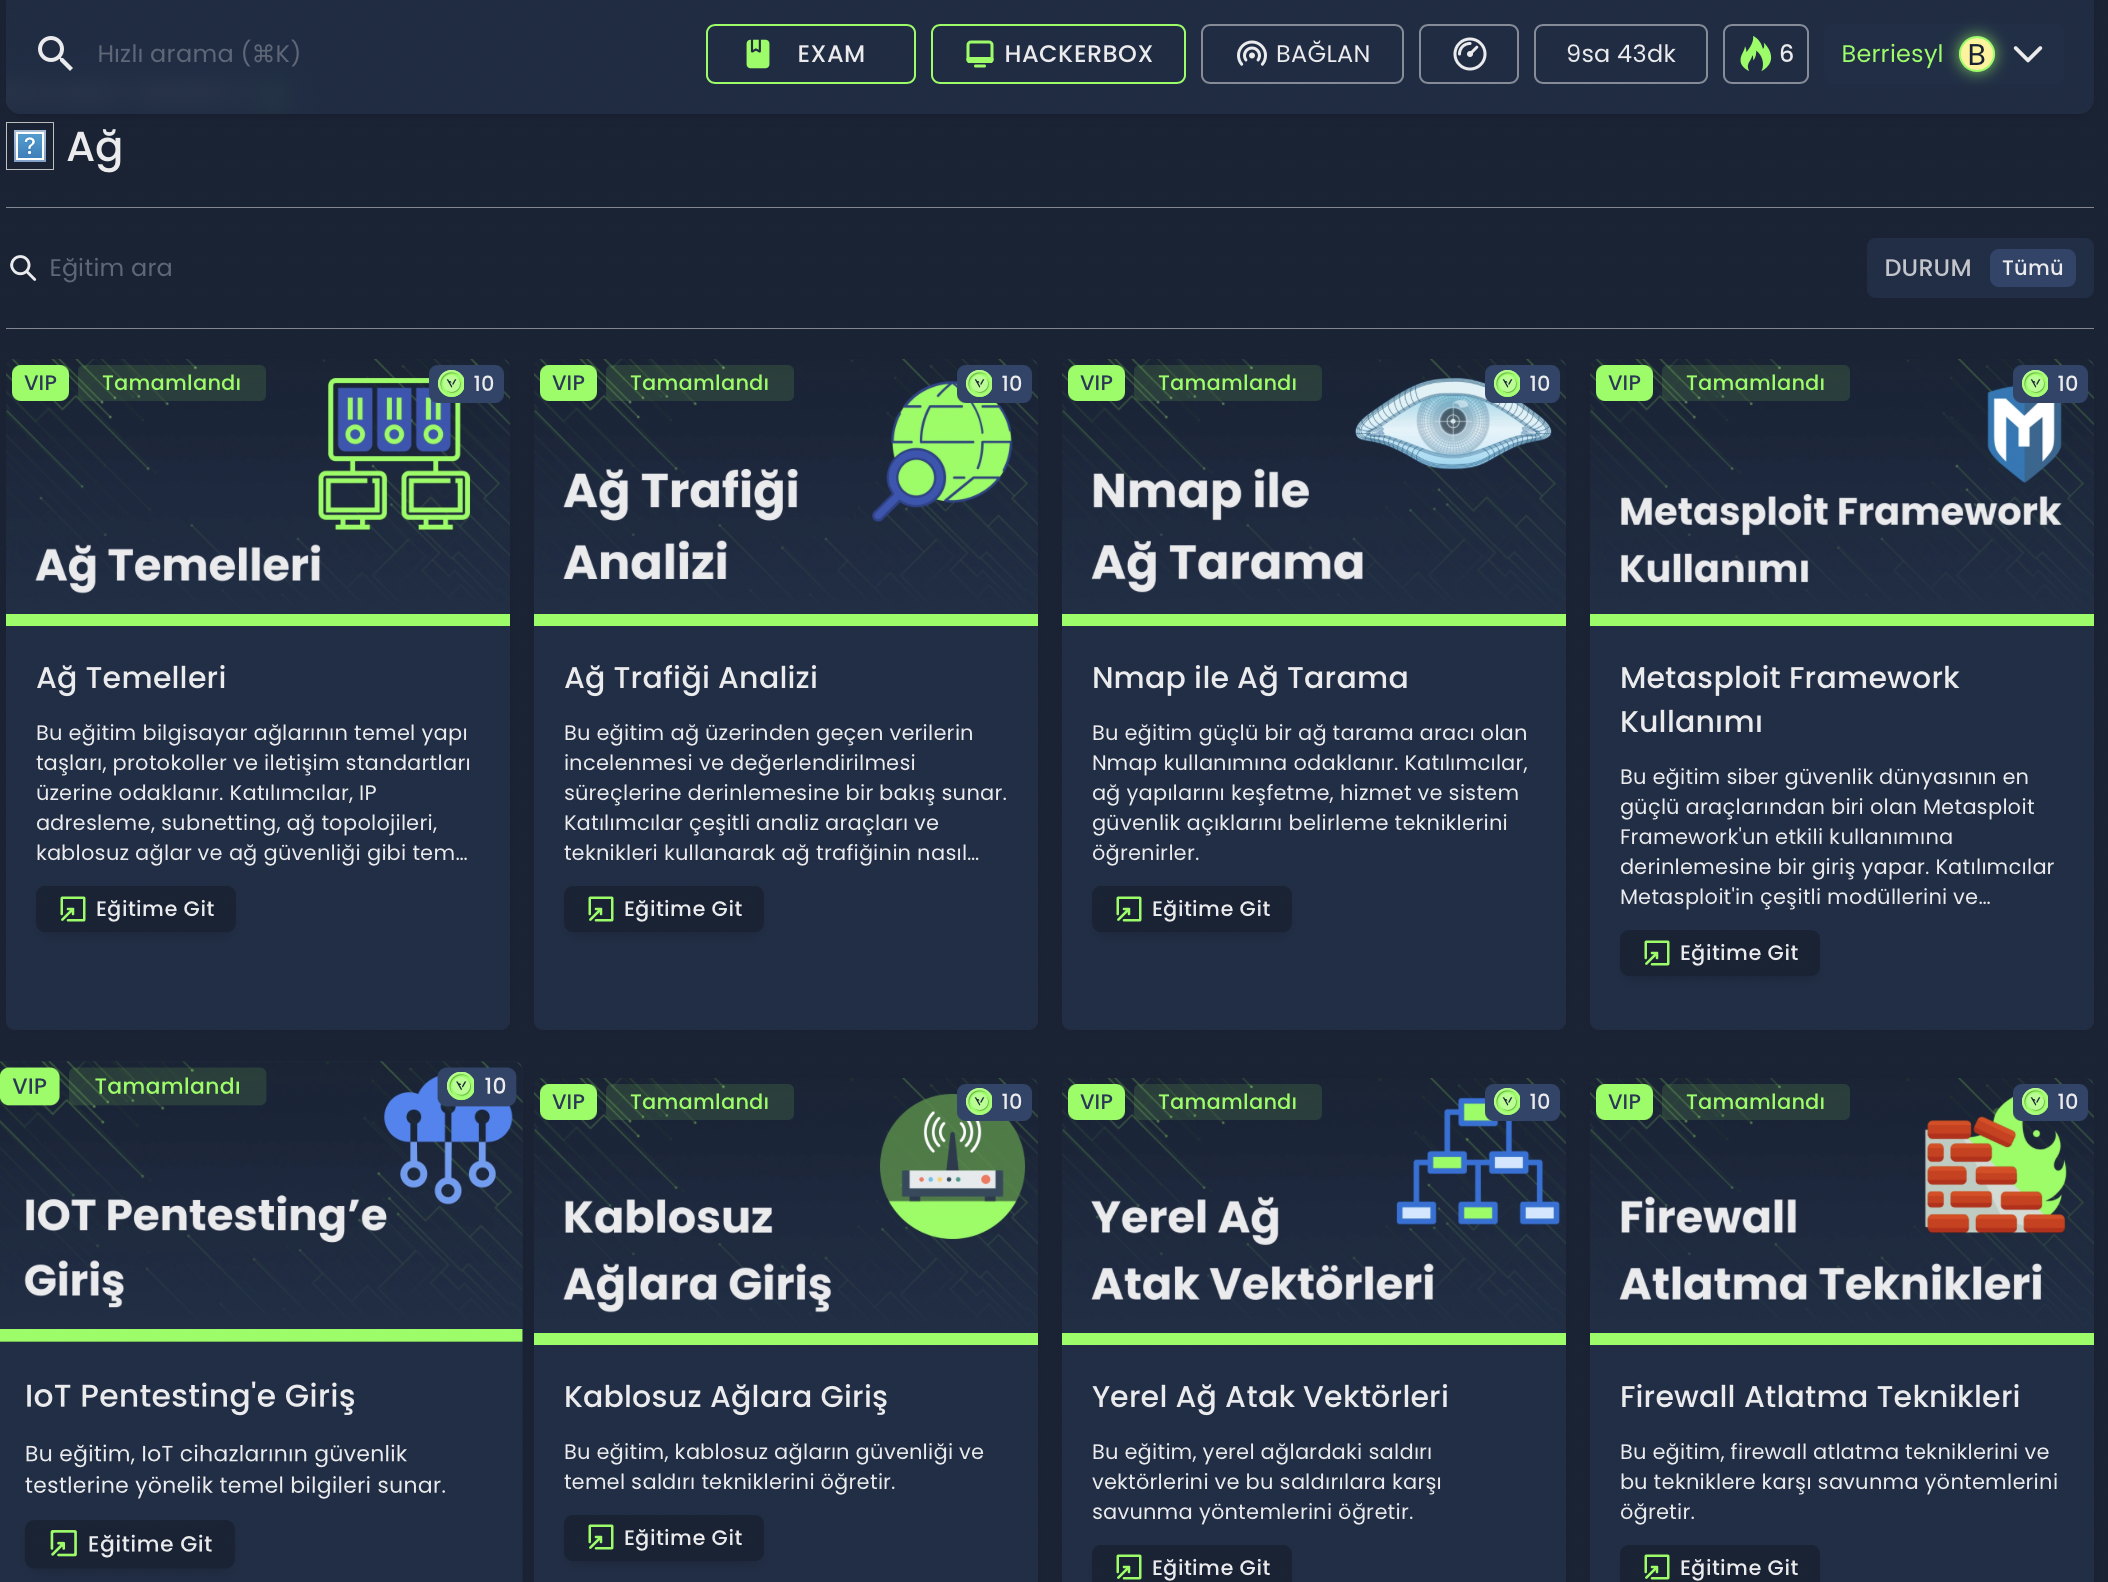 Hızlı arama (⌘K)
EXAM
HACKERBOX
BAĞLAN
9sa 43dk
6
Berriesyl
B
?
Ağ
Eğitim ara
DURUM Tümü
VIP Tamamlandı 10
Ağ Temelleri
Ağ Temelleri
Bu eğitim bilgisayar ağlarının temel yapı
taşları, protokoller ve iletişim standartları
üzerine odaklanır. Katılımcılar, IP
adresleme, subnetting, ağ topolojileri,
kablosuz ağlar ve ağ güvenliği gibi tem...
Eğitime Git
VIP Tamamlandı 10
Ağ Trafiği
Analizi
Ağ Trafiği Analizi
Bu eğitim ağ üzerinden geçen verilerin
incelenmesi ve değerlendirilmesi
süreçlerine derinlemesine bir bakış sunar.
Katılımcılar çeşitli analiz araçları ve
teknikleri kullanarak ağ trafiğinin nasıl...
Eğitime Git
VIP Tamamlandı 10
Nmap ile
Ağ Tarama
Nmap ile Ağ Tarama
Bu eğitim güçlü bir ağ tarama aracı olan
Nmap kullanımına odaklanır. Katılımcılar,
ağ yapılarını keşfetme, hizmet ve sistem
güvenlik açıklarını belirleme tekniklerini
öğrenirler.
Eğitime Git
VIP Tamamlandı 10
M
Metasploit Framework
Kullanımı
Metasploit Framework
Kullanımı
Bu eğitim siber güvenlik dünyasının en
güçlü araçlarından biri olan Metasploit
Framework'un etkili kullanımına
derinlemesine bir giriş yapar. Katılımcılar
Metasploit'in çeşitli modüllerini ve...
Eğitime Git
VIP Tamamlandı 10
IOT Pentesting’e
Giriş
IoT Pentesting'e Giriş
Bu eğitim, IoT cihazlarının güvenlik
testlerine yönelik temel bilgileri sunar.
Eğitime Git
VIP Tamamlandı 10
Kablosuz
Ağlara Giriş
Kablosuz Ağlara Giriş
Bu eğitim, kablosuz ağların güvenliği ve
temel saldırı tekniklerini öğretir.
Eğitime Git
VIP Tamamlandı 10
Yerel Ağ
Atak Vektörleri
Yerel Ağ Atak Vektörleri
Bu eğitim, yerel ağlardaki saldırı
vektörlerini ve bu saldırılara karşı
savunma yöntemlerini öğretir.
Eğitime Git
VIP Tamamlandı 10
Firewall
Atlatma Teknikleri
Firewall Atlatma Teknikleri
Bu eğitim, firewall atlatma tekniklerini ve
bu tekniklere karşı savunma yöntemlerini
öğretir.
Eğitime Git